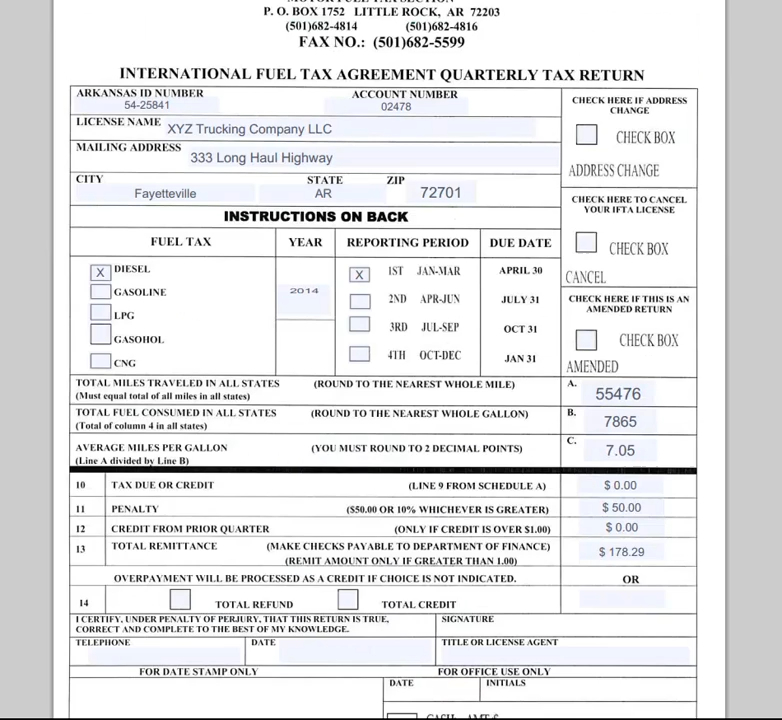 P. O. BOX 1752 LITTLE ROCK, AR 72203
(501)682-4814 (501)682-4816
FAX NO.: (501)682-5599
INTERNATIONAL FUEL TAX AGREEMENT QUARTERLY TAX RETURN
ARKANSAS ID NUMBER ACCOUNT NUMBER
54-25841 02478
LICENSE NAME XYZ Trucking Company LLC
MAILING ADDRESS 333 Long Haul Highway
CITY STATE ZIP
Fayetteville AR 72701
CHECK HERE IF ADDRESS
CHANGE
CHECK BOX
ADDRESS CHANGE
CHECK HERE TO CANCEL
YOUR IFTA LICENSE
CHECK BOX
CANCEL
CHECK HERE IF THIS IS AN
AMENDED RETURN
CHECK BOX
AMENDED
INSTRUCTIONS ON BACK
FUEL TAX YEAR REPORTING PERIOD DUE DATE
X DIESEL X 1ST JAN-MAR APRIL 30
GASOLINE 2014 2ND APR-JUN JULY 31
LPG 3RD JUL-SEP OCT 31
GASOHOL 4TH OCT-DEC JAN 31
CNG
TOTAL MILES TRAVELED IN ALL STATES (ROUND TO THE NEAREST WHOLE MILE) A. 55476
(Must equal total of all miles in all states)
TOTAL FUEL CONSUMED IN ALL STATES (ROUND TO THE NEAREST WHOLE GALLON) B. 7865
(Total of column 4 in all states)
AVERAGE MILES PER GALLON (YOU MUST ROUND TO 2 DECIMAL POINTS) C. 7.05
(Line A divided by Line B)
10 TAX DUE OR CREDIT (LINE 9 FROM SCHEDULE A) $ 0.00
11 PENALTY ($50.00 OR 10% WHICHEVER IS GREATER) $ 50.00
12 CREDIT FROM PRIOR QUARTER (ONLY IF CREDIT IS OVER $1.00) $ 0.00
13 TOTAL REMITTANCE (MAKE CHECKS PAYABLE TO DEPARTMENT OF FINANCE) $ 178.29
(REMIT AMOUNT ONLY IF GREATER THAN 1.00)
OVERPAYMENT WILL BE PROCESSED AS A CREDIT IF CHOICE IS NOT INDICATED. OR
14 TOTAL REFUND TOTAL CREDIT
I CERTIFY, UNDER PENALTY OF PERJURY, THAT THIS RETURN IS TRUE, SIGNATURE
CORRECT AND COMPLETE TO THE BEST OF MY KNOWLEDGE.
TELEPHONE DATE TITLE OR LICENSE AGENT
FOR DATE STAMP ONLY FOR OFFICE USE ONLY
DATE INITIALS